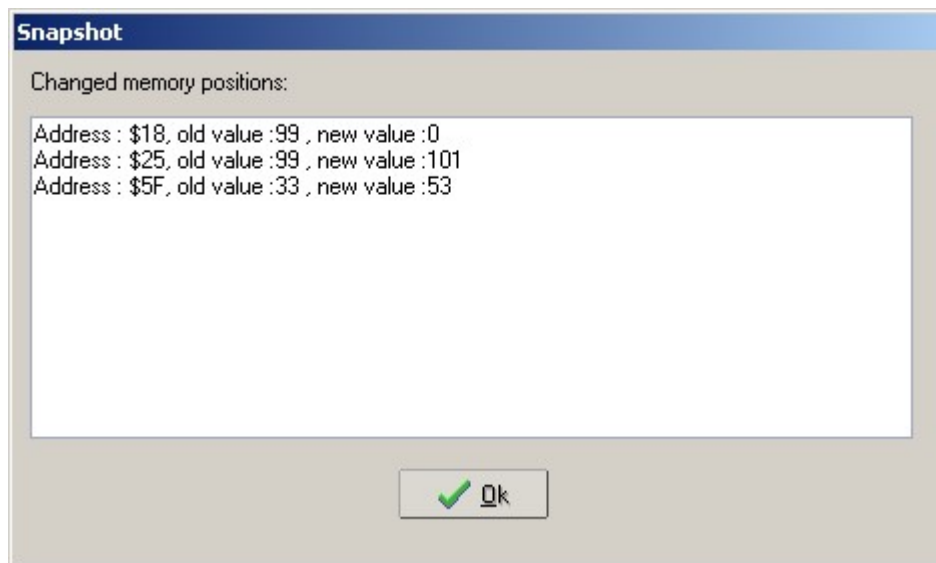 Snapshot
Changed memory positions:
Address : $18, old value :99 , new value :0
Address : $25, old value :99 , new value :101
Address : $5F, old value :33 , new value :53
Ok